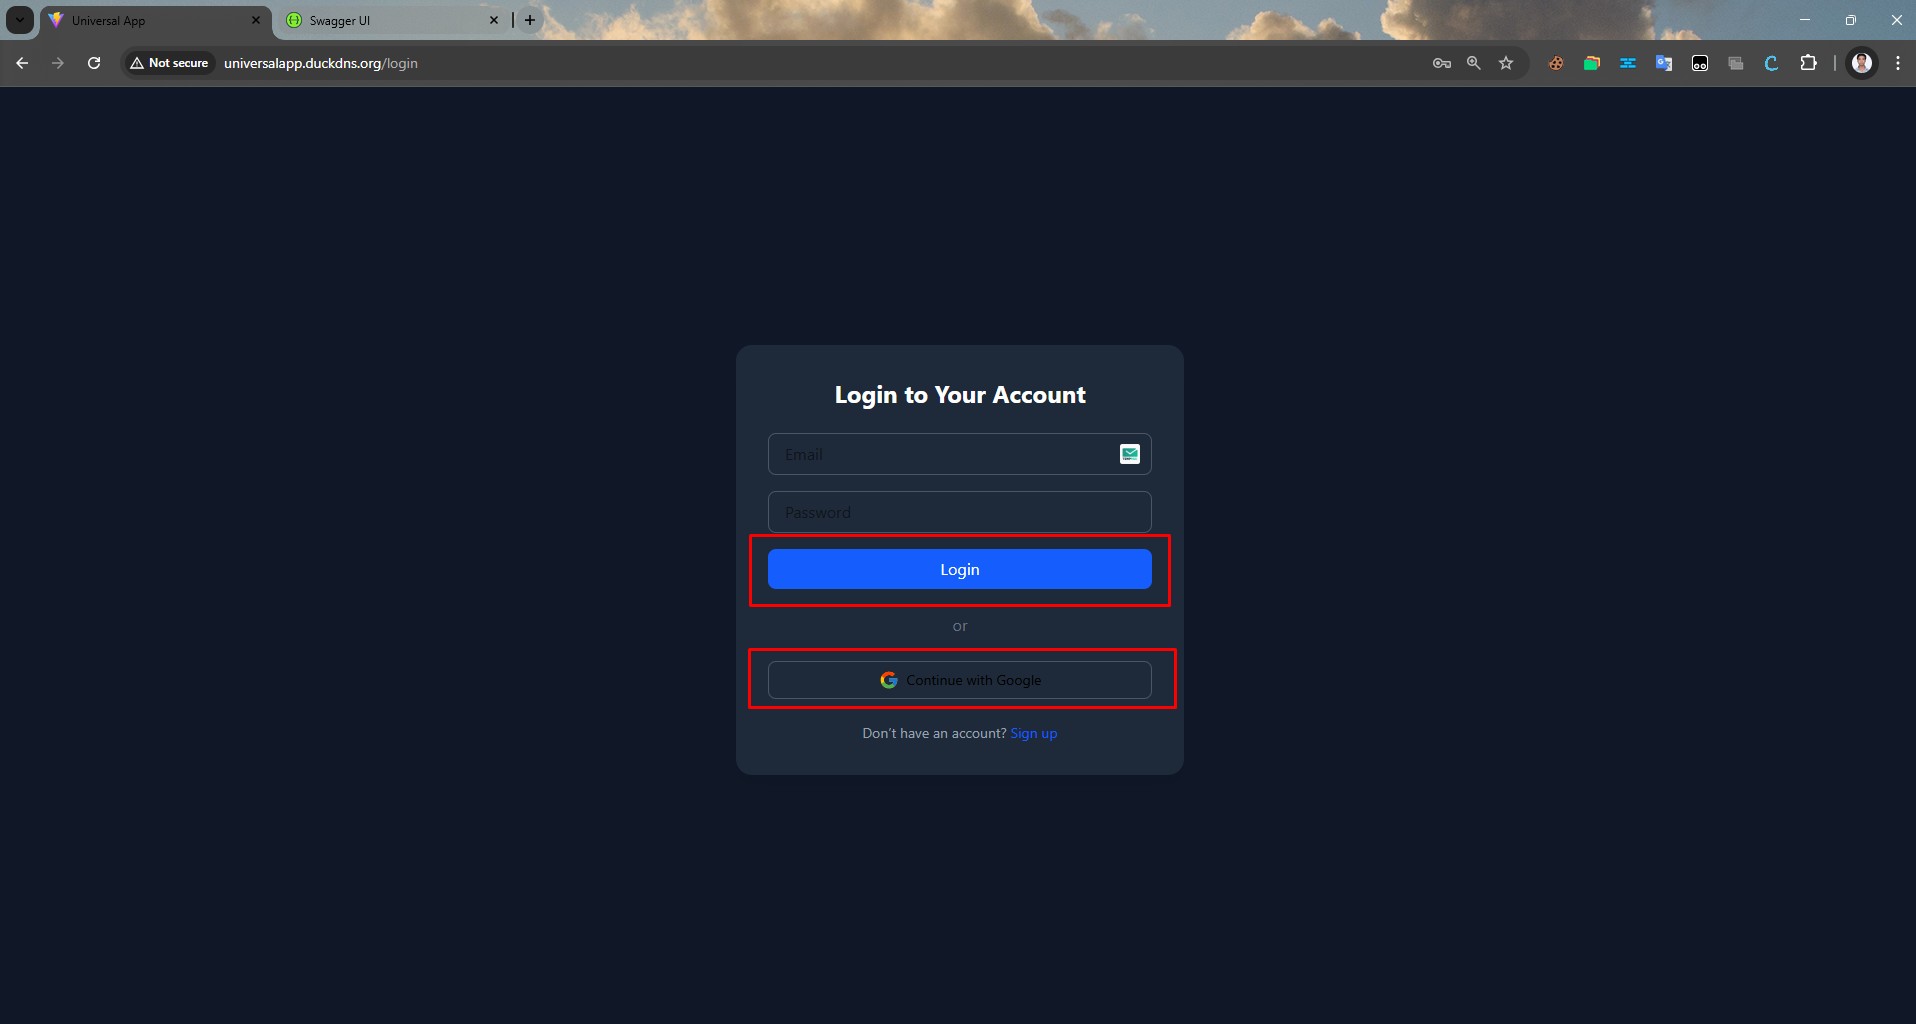 Universal App
Swagger UI
Not secure
universalapp.duckdns.org/login
Login to Your Account
Email
Password
Login
or
Continue with Google
Don't have an account? Sign up